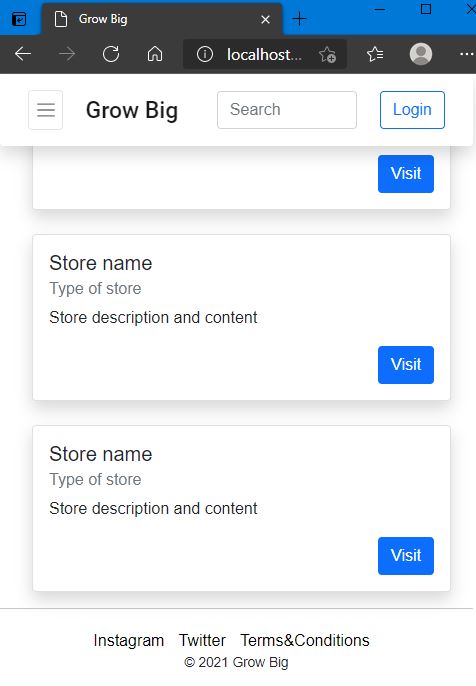 Grow Big
localhost...
Grow Big Search Login
Visit
Store name
Type of store
Store description and content
Visit
Store name
Type of store
Store description and content
Visit
Instagram Twitter Terms&Conditions
© 2021 Grow Big